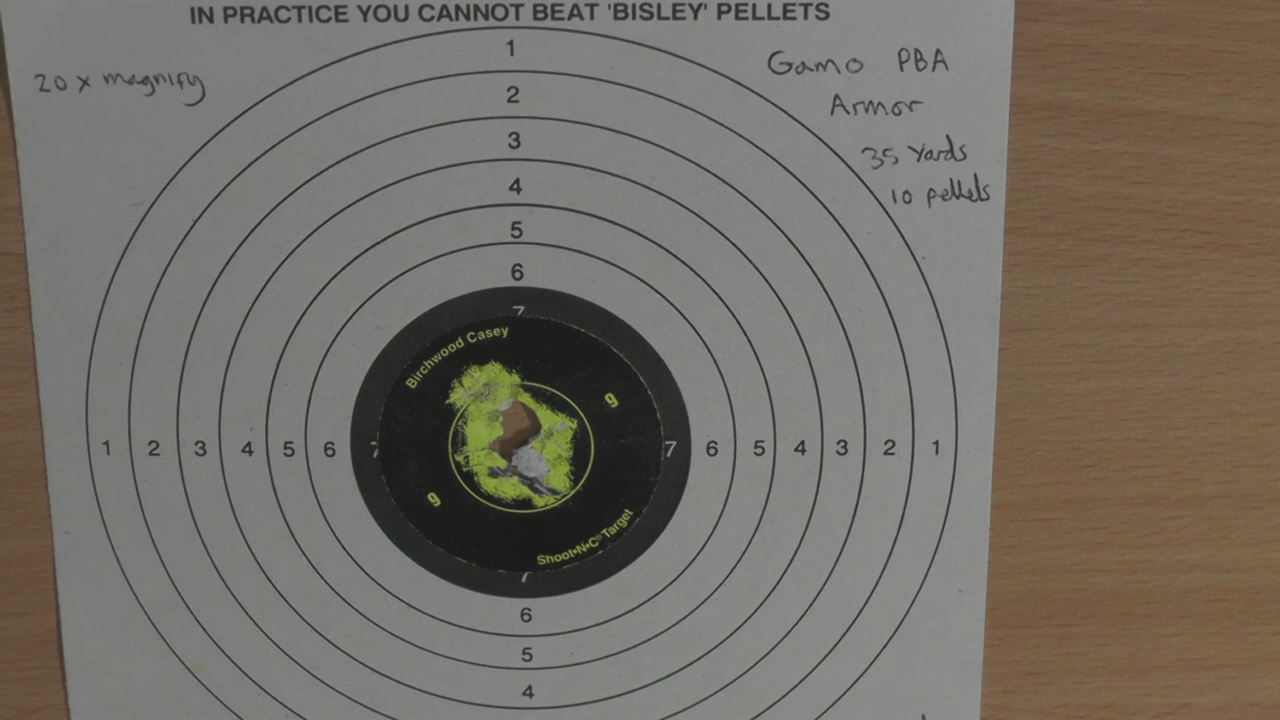 IN PRACTICE YOU CANNOT BEAT 'BISLEY' PELLETS
20 x magnify
Gamo PBA
Armor
35 Yards
10 pellets
1
2
3
4
5
6
7
Birchwood Casey
9
1 2 3 4 5 6 7 7 6 5 4 3 2 1
9
Shoot•N•C® Target
7
6
5
4